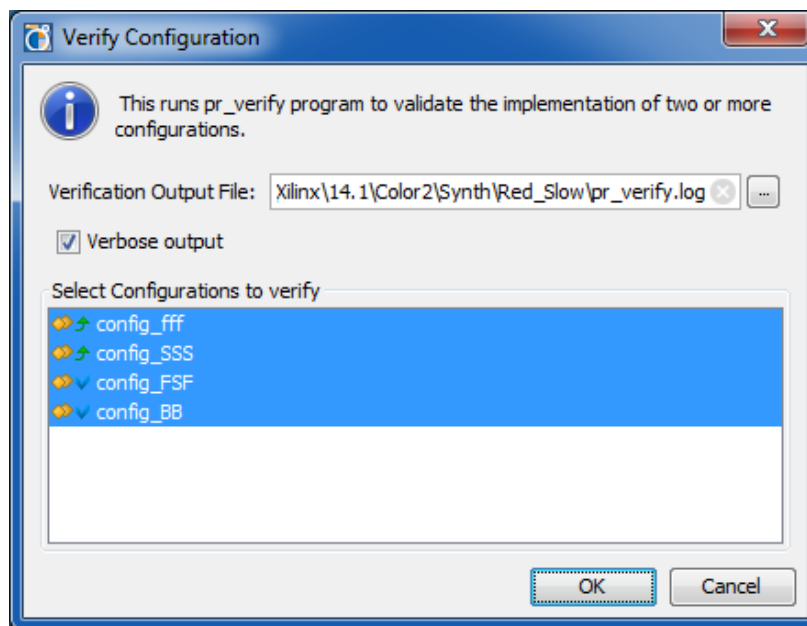 Verify Configuration
This runs pr_verify program to validate the implementation of two or more
configurations.
Verification Output File: Xilinx\14.1\Color2\Synth\Red_Slow\pr_verify.log ...
Verbose output
Select Configurations to verify
config_fff
config_SSS
config_FSF
config_BB
OK Cancel